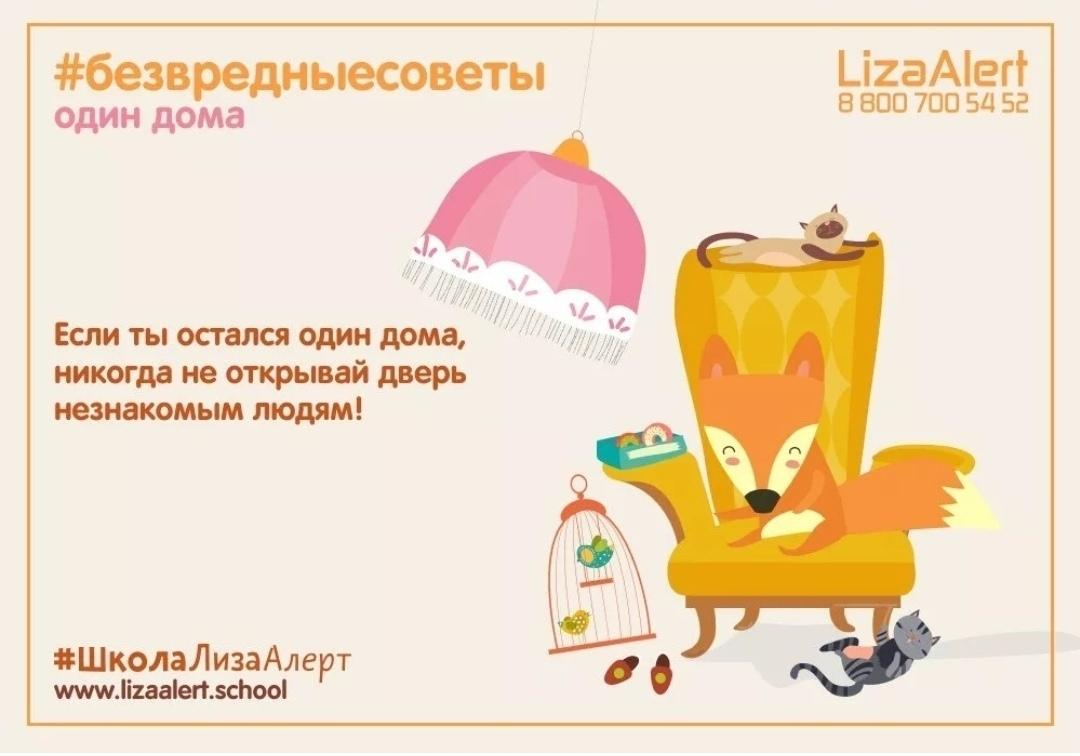 #безвредныесоветы
один дома
LizaAlert
8 800 700 54 52
Если ты остался один дома,
никогда не открывай дверь
незнакомым людям!
#ШколаЛизаАлерт
www.lizaalert.school